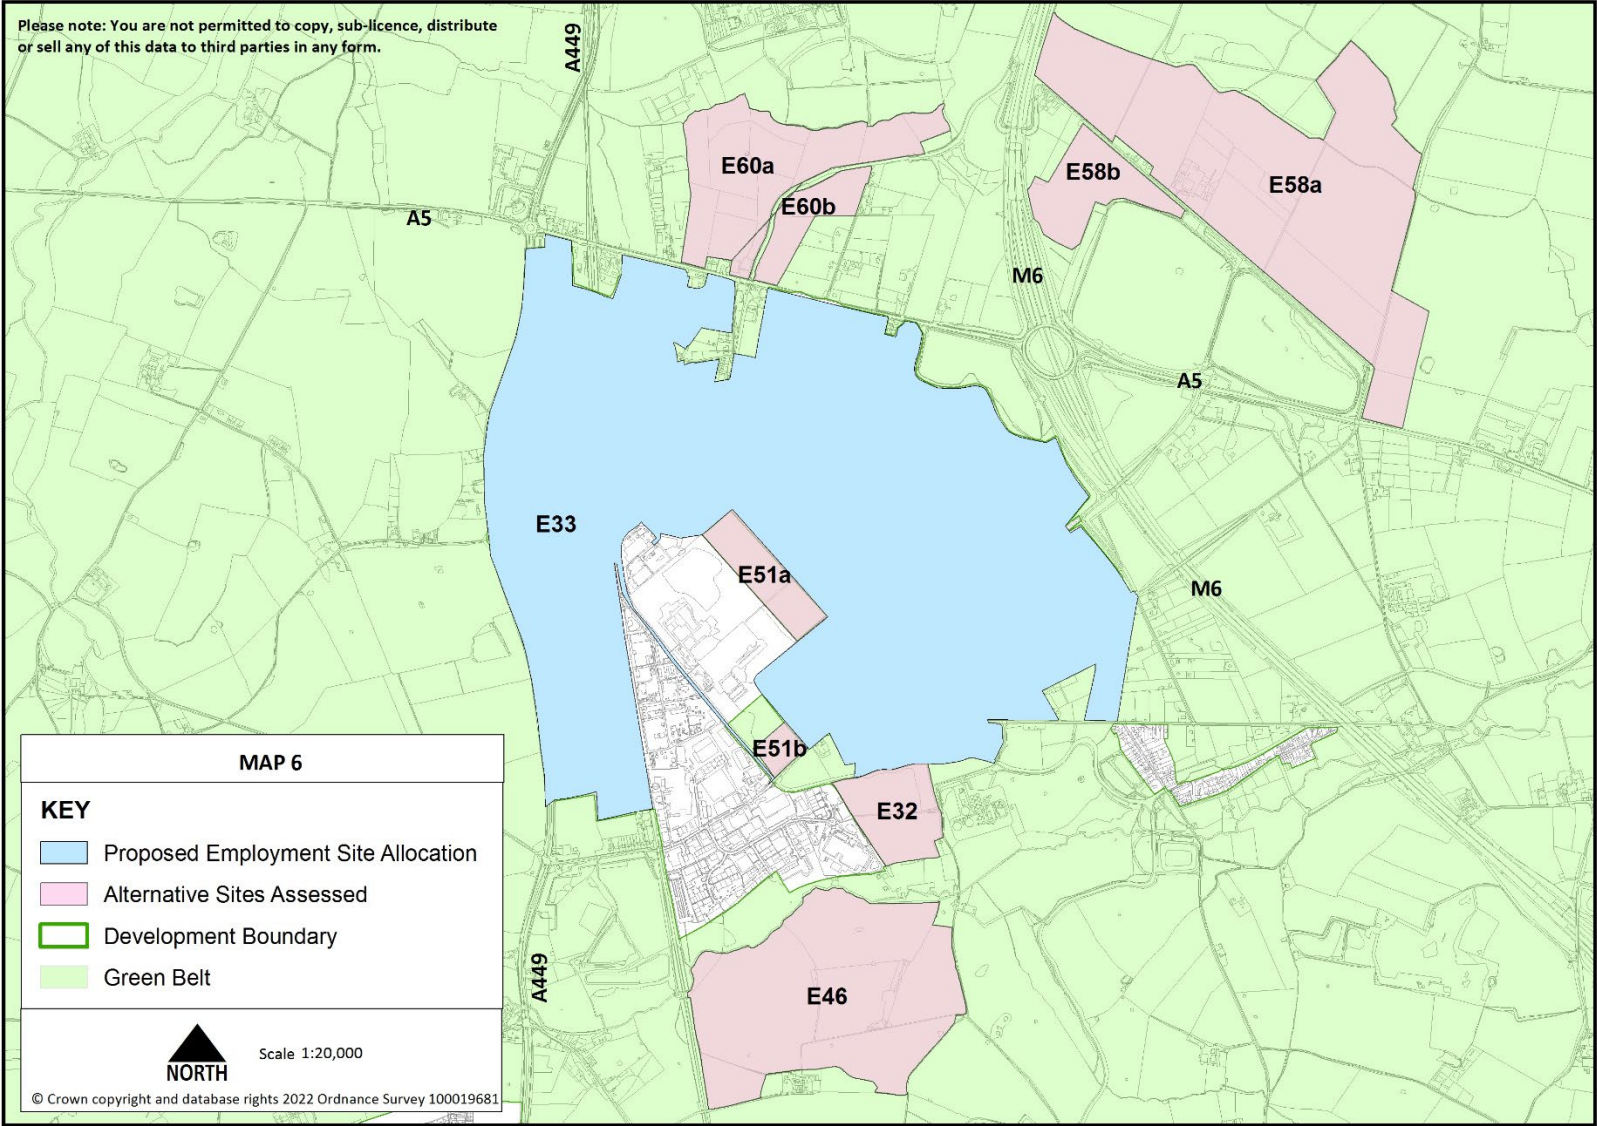 Please note: You are not permitted to copy, sub-licence, distribute
or sell any of this data to third parties in any form.
A449
E60a
E58b
E58a
E60b
A5
M6
A5
E33
E51a
M6
E51b
E32
A449
E46
MAP 6
KEY
Proposed Employment Site Allocation
Alternative Sites Assessed
Development Boundary
Green Belt
NORTH
Scale 1:20,000
© Crown copyright and database rights 2022 Ordnance Survey 100019681